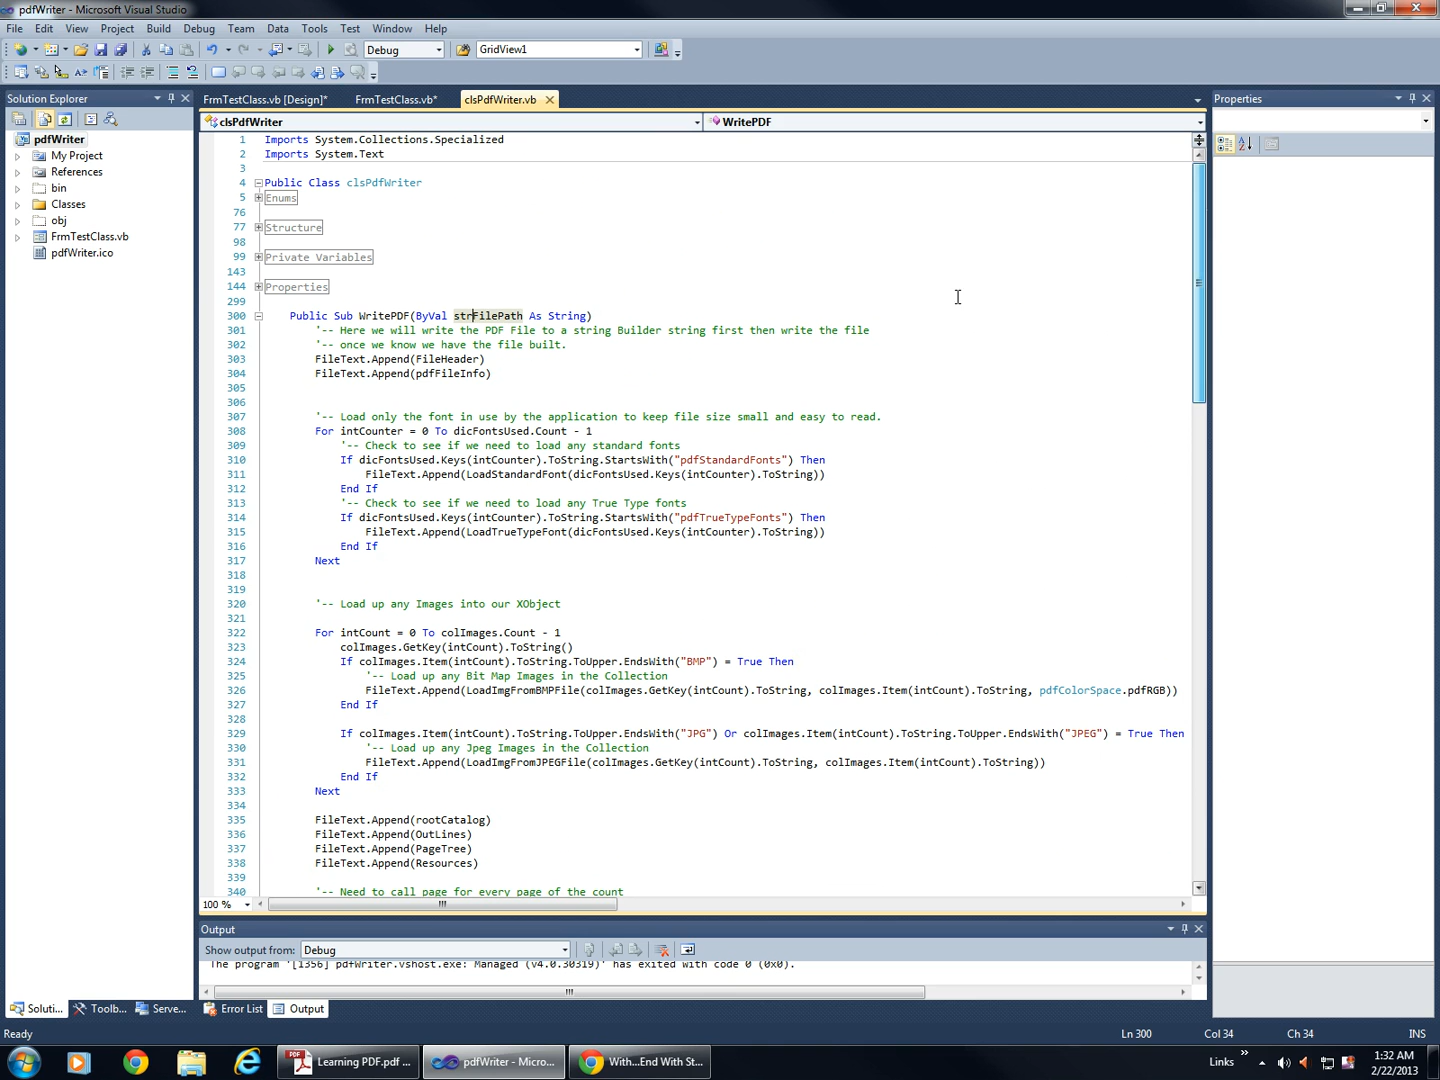 pdfWriter - Microsoft Visual Studio
File Edit View Project Build Debug Team Data Tools Test Window Help
Debug GridView1
Solution Explorer
pdfWriter
My Project
References
bin
Classes
obj
FrmTestClass.vb
pdfWriter.ico
FrmTestClass.vb [Design]* FrmTestClass.vb* clsPdfWriter.vb
clsPdfWriter WritePDF
1 Imports System.Collections.Specialized
2 Imports System.Text
3
4 Public Class clsPdfWriter
5 Enums
76
77 Structure
98
99 Private Variables
143
144 Properties
299
300 Public Sub WritePDF(ByVal strFilePath As String)
301 '-- Here we will write the PDF File to a string Builder string first then write the file
302 '-- once we know we have the file built.
303 FileText.Append(FileHeader)
304 FileText.Append(pdfFileInfo)
305
306
307 '-- Load only the font in use by the application to keep file size small and easy to read.
308 For intCounter = 0 To dicFontsUsed.Count - 1
309 '-- Check to see if we need to load any standard fonts
310 If dicFontsUsed.Keys(intCounter).ToString.StartsWith("pdfStandardFonts") Then
311 FileText.Append(LoadStandardFont(dicFontsUsed.Keys(intCounter).ToString))
312 End If
313 '-- Check to see if we need to load any True Type fonts
314 If dicFontsUsed.Keys(intCounter).ToString.StartsWith("pdfTrueTypeFonts") Then
315 FileText.Append(LoadTrueTypeFont(dicFontsUsed.Keys(intCounter).ToString))
316 End If
317 Next
318
319
320 '-- Load up any Images into our XObject
321
322 For intCount = 0 To colImages.Count - 1
323 colImages.GetKey(intCount).ToString()
324 If colImages.Item(intCount).ToString.ToUpper.EndsWith("BMP") = True Then
325 '-- Load up any Bit Map Images in the Collection
326 FileText.Append(LoadImgFromBMPFile(colImages.GetKey(intCount).ToString, colImages.Item(intCount).ToString, pdfColorSpace.pdfRGB))
327 End If
328
329 If colImages.Item(intCount).ToString.ToUpper.EndsWith("JPG") Or colImages.Item(intCount).ToString.ToUpper.EndsWith("JPEG") = True Then
330 '-- Load up any Jpeg Images in the Collection
331 FileText.Append(LoadImgFromJPEGFile(colImages.GetKey(intCount).ToString, colImages.Item(intCount).ToString))
332 End If
333 Next
334
335 FileText.Append(rootCatalog)
336 FileText.Append(OutLines)
337 FileText.Append(PageTree)
338 FileText.Append(Resources)
339
340 '-- Need to call page for every page of the count
100 %
Properties
Output
Show output from: Debug
The program '[1356] pdfWriter.vshost.exe: Managed (v4.0.30319)' has exited with code 0 (0x0).
Soluti... Toolb... Serve... Error List Output
Ready Ln 300 Col 34 Ch 34 INS
Learning PDF.pdf ... pdfWriter - Micro... With...End With St... Links
1:32 AM
2/22/2013